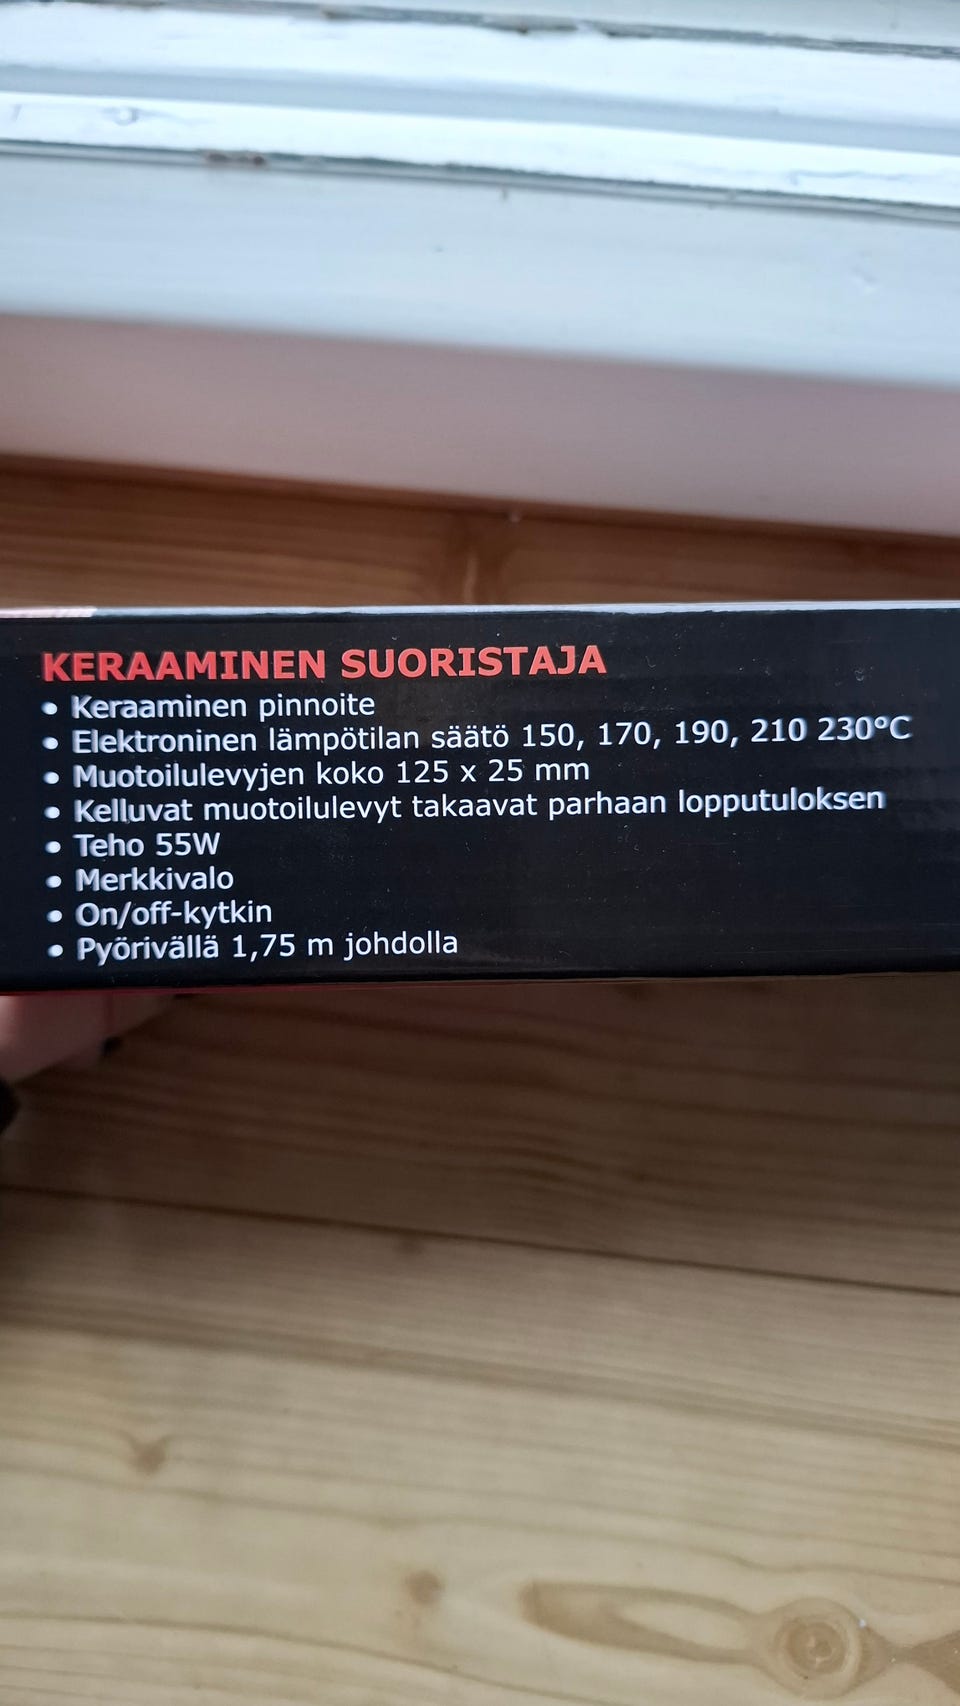 KERAAMINEN SUORISTAJA
• Keraaminen pinnoite
• Elektroninen lämpötilan säätö 150, 170, 190, 210 230°C
• Muotoilulevyjen koko 125 x 25 mm
• Kelluvat muotoilulevyt takaavat parhaan lopputuloksen
• Teho 55W
• Merkkivalo
• On/off-kytkin
• Pyörivällä 1,75 m johdolla